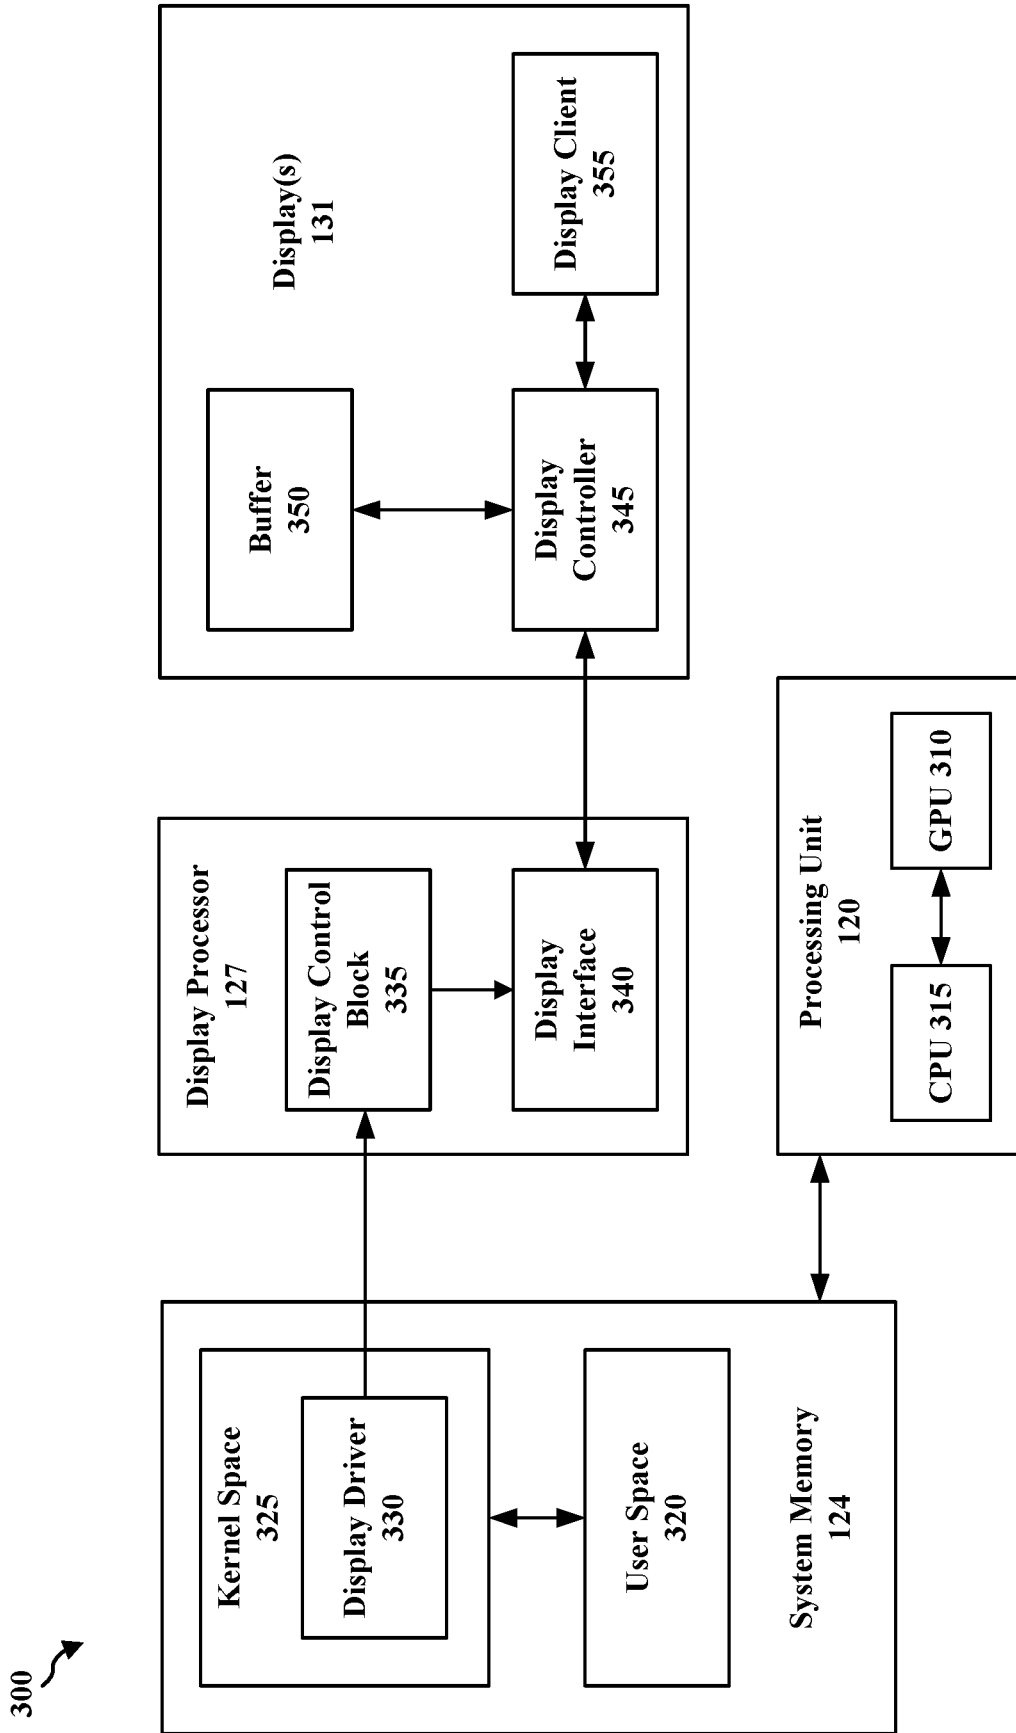 300
Kernel Space
325
Display Driver
330
User Space
320
System Memory
124
Display Processor
127
Display Control
Block
335
Display
Interface
340
Display(s)
131
Buffer
350
Display
Controller
345
Display Client
355
Processing Unit
120
CPU 315
GPU 310